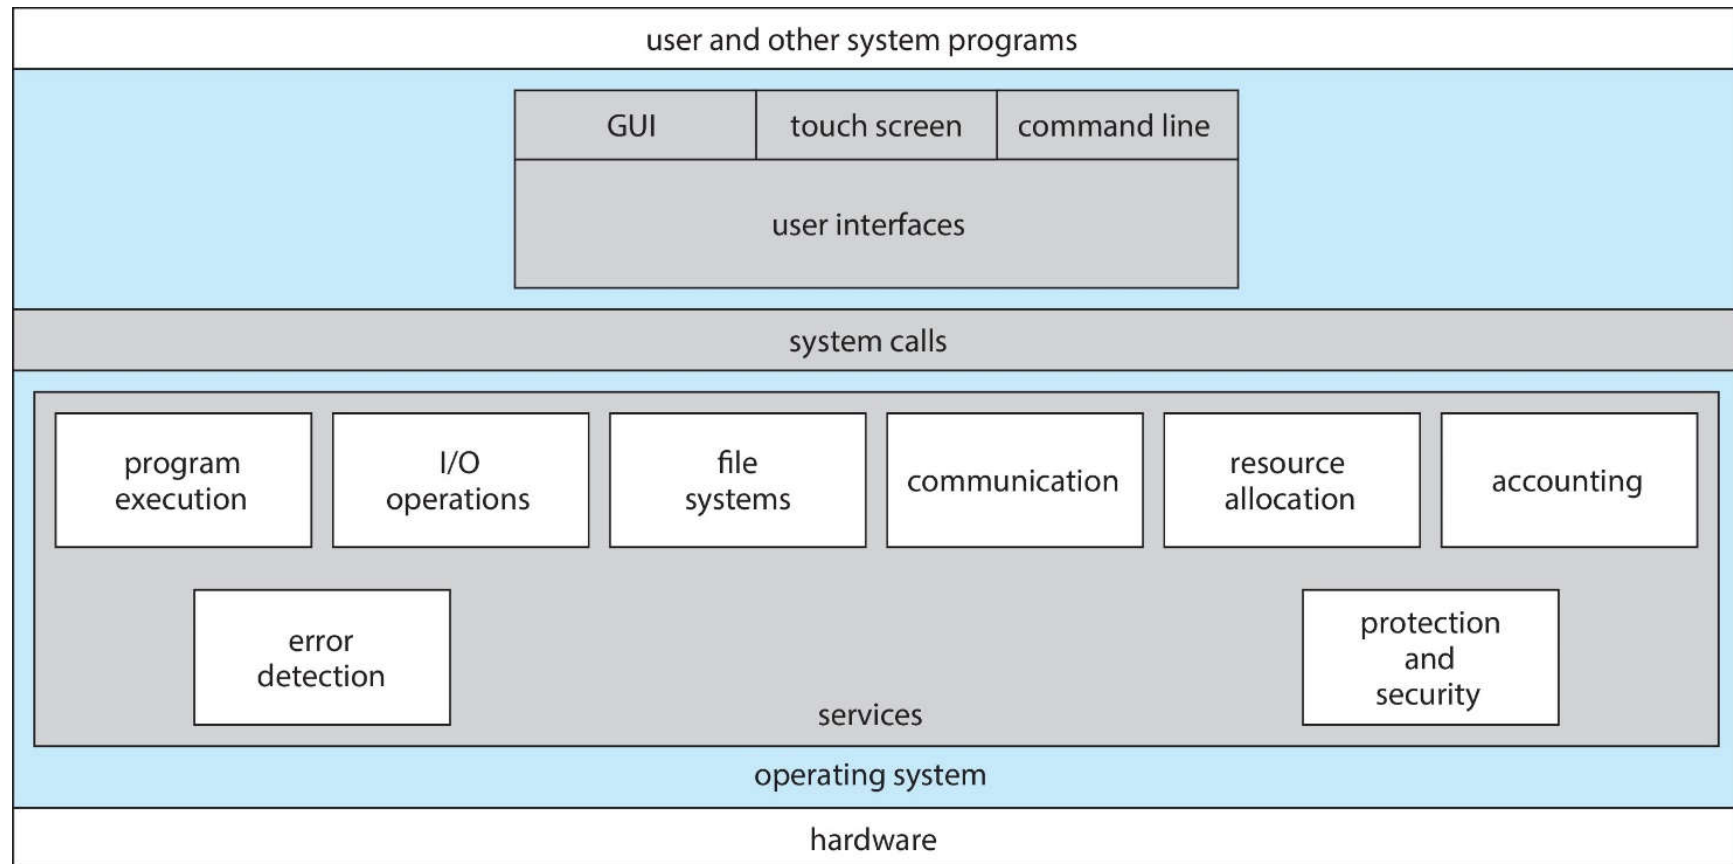 user and other system programs
GUI
touch screen
command line
user interfaces
system calls
program
execution
I/O
operations
file
systems
communication
resource
allocation
accounting
error
detection
protection
and
security
services
operating system
hardware